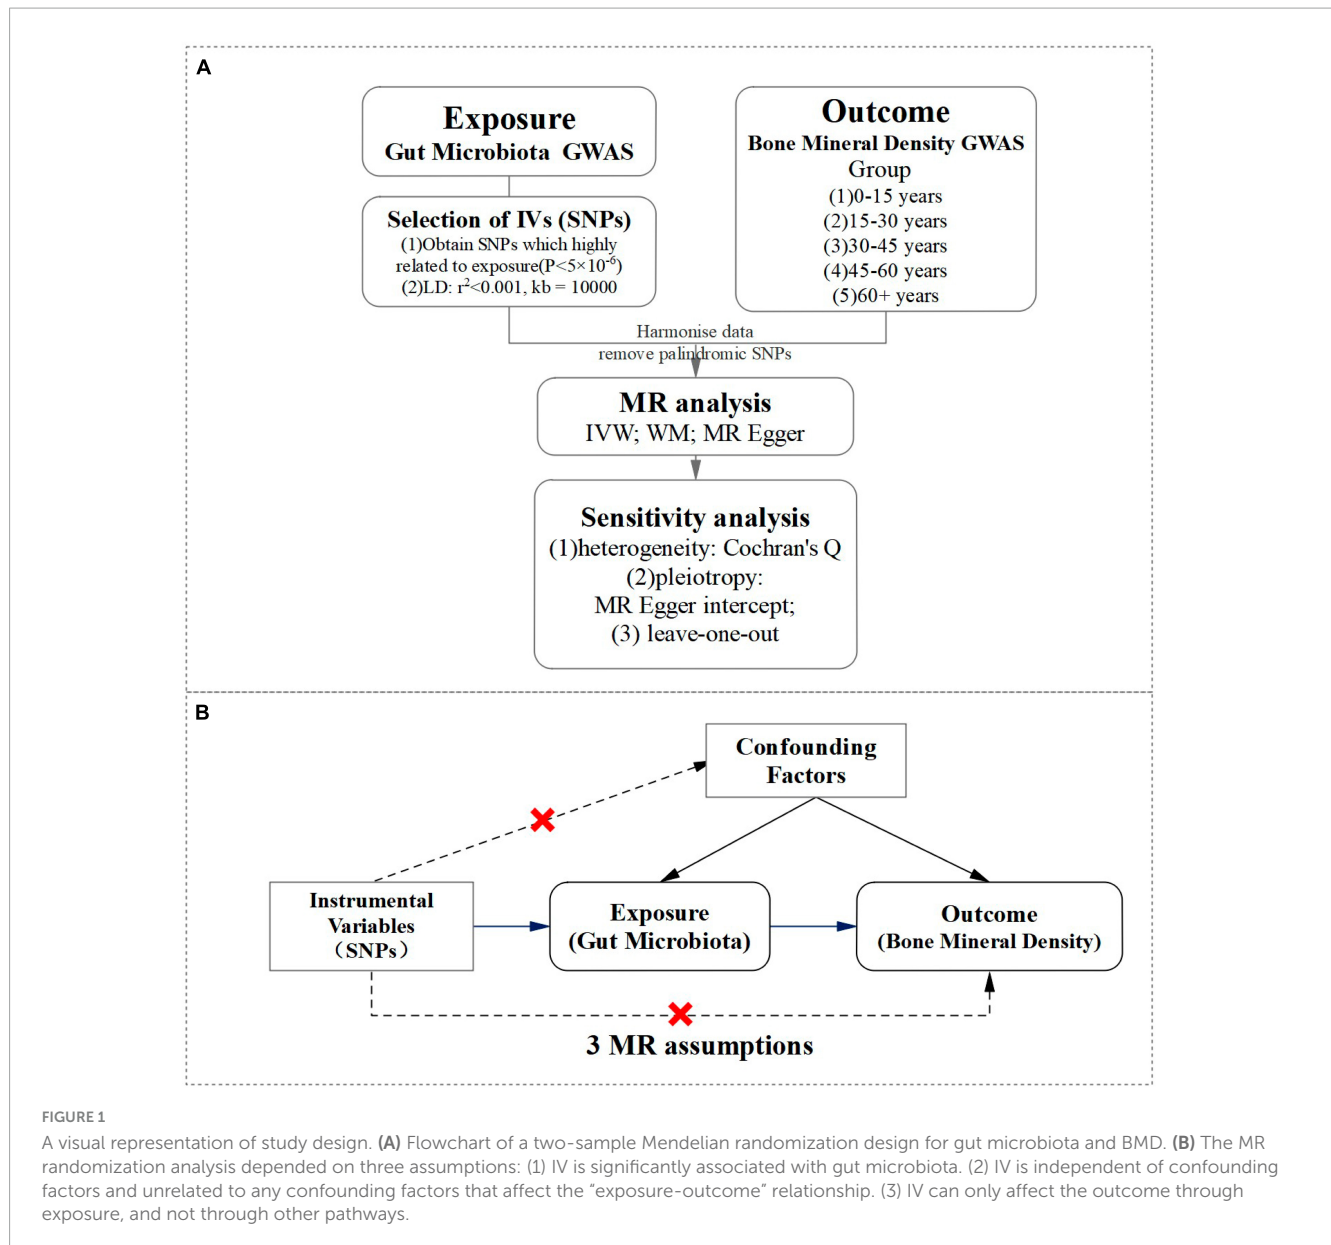 A
Exposure
Gut Microbiota GWAS
Selection of IVs (SNPs)
(1)Obtain SNPs which highly
related to exposure(P<5×10⁻⁶)
(2)LD: r²<0.001, kb = 10000
Outcome
Bone Mineral Density GWAS
Group
(1)0-15 years
(2)15-30 years
(3)30-45 years
(4)45-60 years
(5)60+ years
Harmonise data
remove palindromic SNPs
MR analysis
IVW; WM; MR Egger
Sensitivity analysis
(1)heterogeneity: Cochran's Q
(2)pleiotropy:
MR Egger intercept;
(3) leave-one-out
B
Confounding
Factors
Instrumental
Variables
（SNPs）
Exposure
(Gut Microbiota)
Outcome
(Bone Mineral Density)
3 MR assumptions
FIGURE 1
A visual representation of study design. (A) Flowchart of a two-sample Mendelian randomization design for gut microbiota and BMD. (B) The MR
randomization analysis depended on three assumptions: (1) IV is significantly associated with gut microbiota. (2) IV is independent of confounding
factors and unrelated to any confounding factors that affect the “exposure-outcome” relationship. (3) IV can only affect the outcome through
exposure, and not through other pathways.